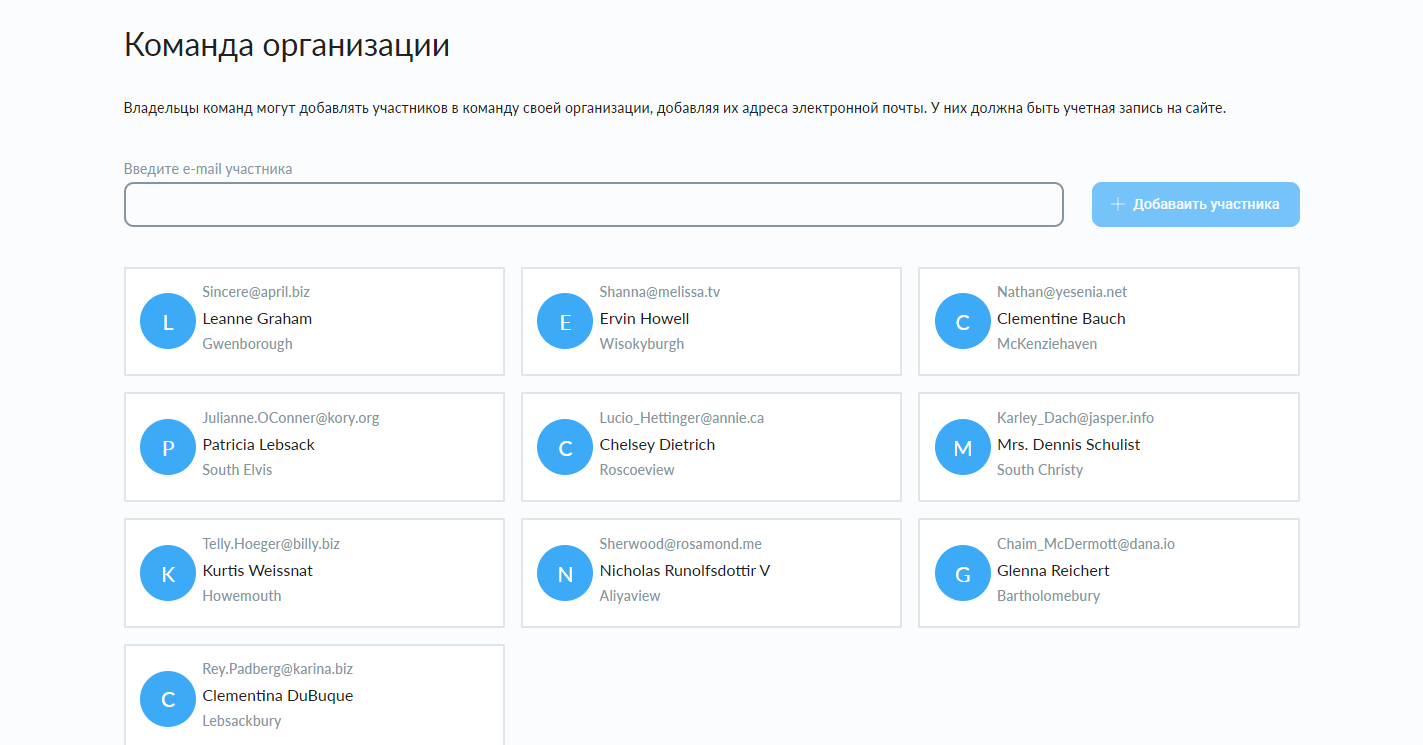 Команда организации
Владельцы команд могут добавлять участников в команду своей организации, добавляя их адреса электронной почты. У них должна быть учетная запись на сайте.
Введите e-mail участника
Добаваить участника
L
Sincere@april.biz
Leanne Graham
Gwenborough
E
Shanna@melissa.tv
Ervin Howell
Wisokyburgh
C
Nathan@yesenia.net
Clementine Bauch
McKenziehaven
P
Julianne.OConner@kory.org
Patricia Lebsack
South Elvis
C
Lucio_Hettinger@annie.ca
Chelsey Dietrich
Roscoeview
M
Karley_Dach@jasper.info
Mrs. Dennis Schulist
South Christy
K
Telly.Hoeger@billy.biz
Kurtis Weissnat
Howemouth
N
Sherwood@rosamond.me
Nicholas Runolfsdottir V
Aliyaview
G
Chaim_McDermott@dana.io
Glenna Reichert
Bartholomebury
C
Rey.Padberg@karina.biz
Clementina DuBuque
Lebsackbury